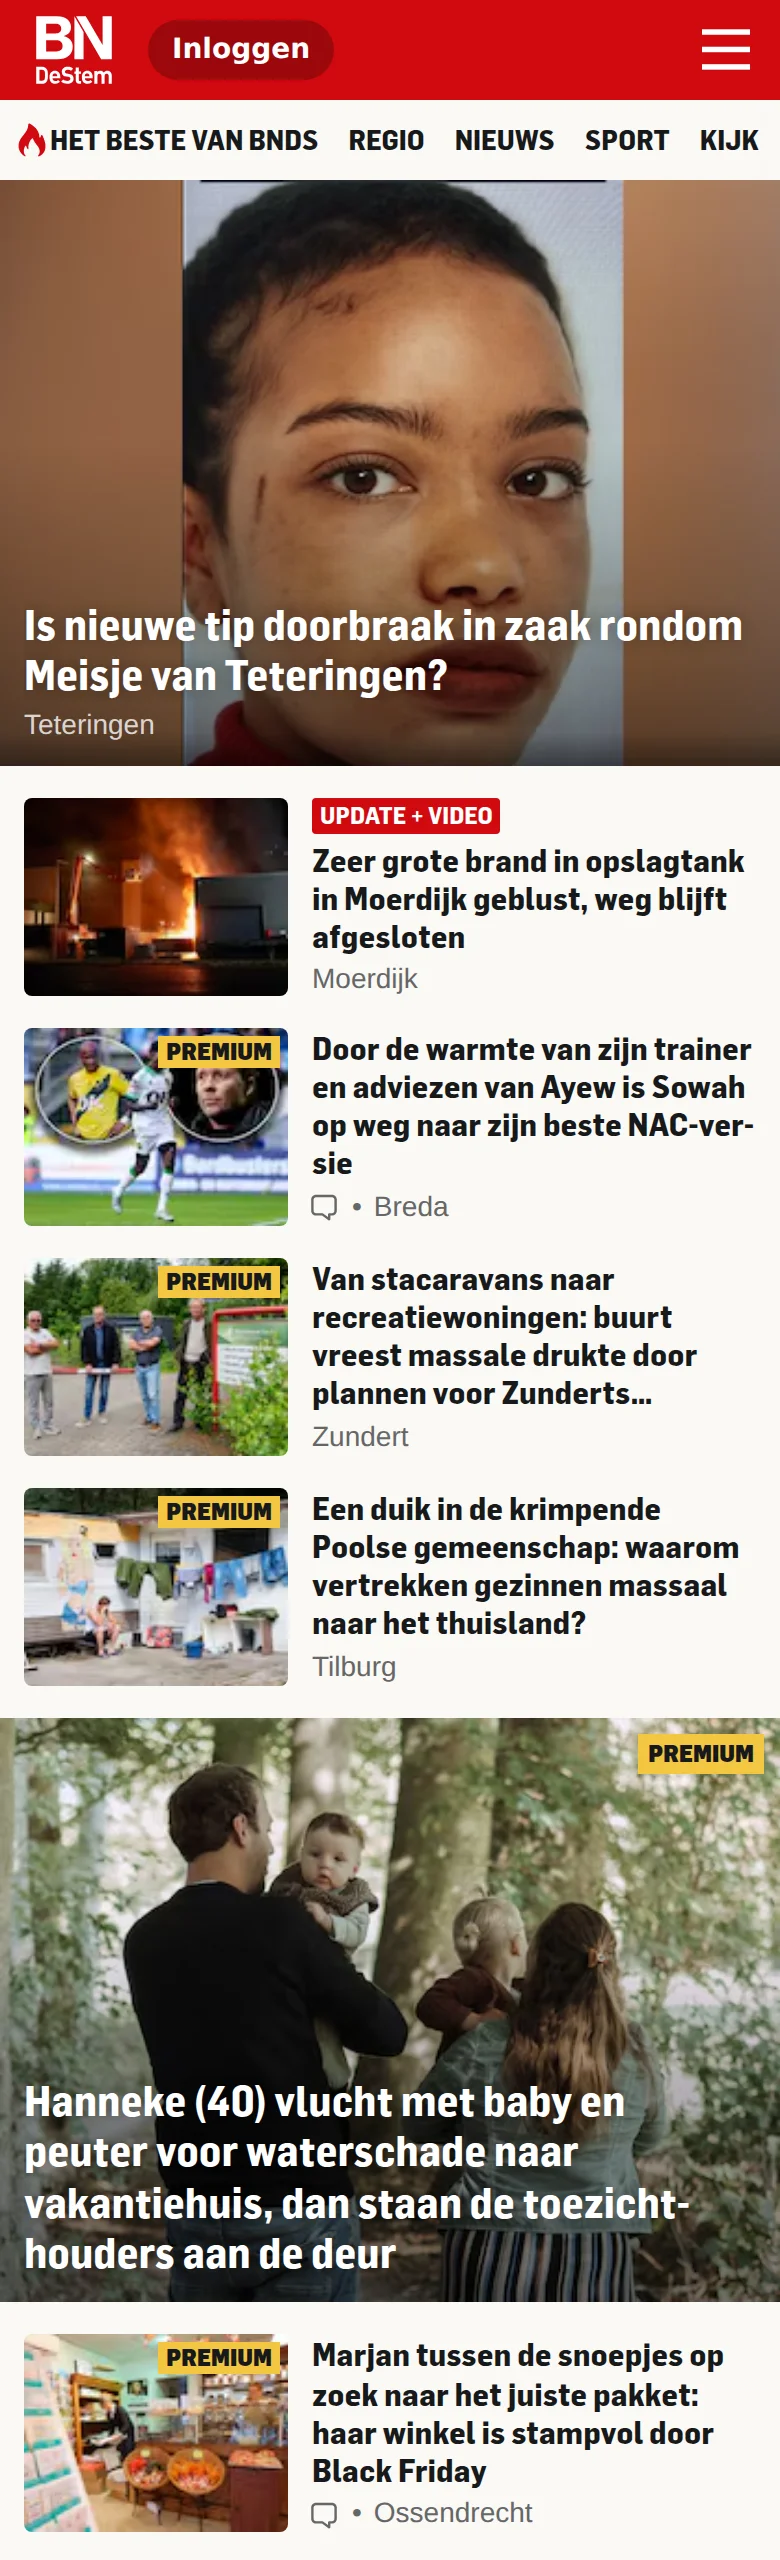 BN
DeStem
Inloggen
HET BESTE VAN BNDS REGIO NIEUWS SPORT KIJK
Is nieuwe tip doorbraak in zaak rondom
Meisje van Teteringen?
Teteringen
UPDATE + VIDEO
Zeer grote brand in opslagtank
in Moerdijk geblust, weg blijft
afgesloten
Moerdijk
PREMIUM
Door de warmte van zijn trainer
en adviezen van Ayew is Sowah
op weg naar zijn beste NAC-ver-
sie
• Breda
PREMIUM
Van stacaravans naar
recreatiewoningen: buurt
vreest massale drukte door
plannen voor Zunderts...
Zundert
PREMIUM
Een duik in de krimpende
Poolse gemeenschap: waarom
vertrekken gezinnen massaal
naar het thuisland?
Tilburg
PREMIUM
Hanneke (40) vlucht met baby en
peuter voor waterschade naar
vakantiehuis, dan staan de toezicht-
houders aan de deur
PREMIUM
Marjan tussen de snoepjes op
zoek naar het juiste pakket:
haar winkel is stampvol door
Black Friday
• Ossendrecht